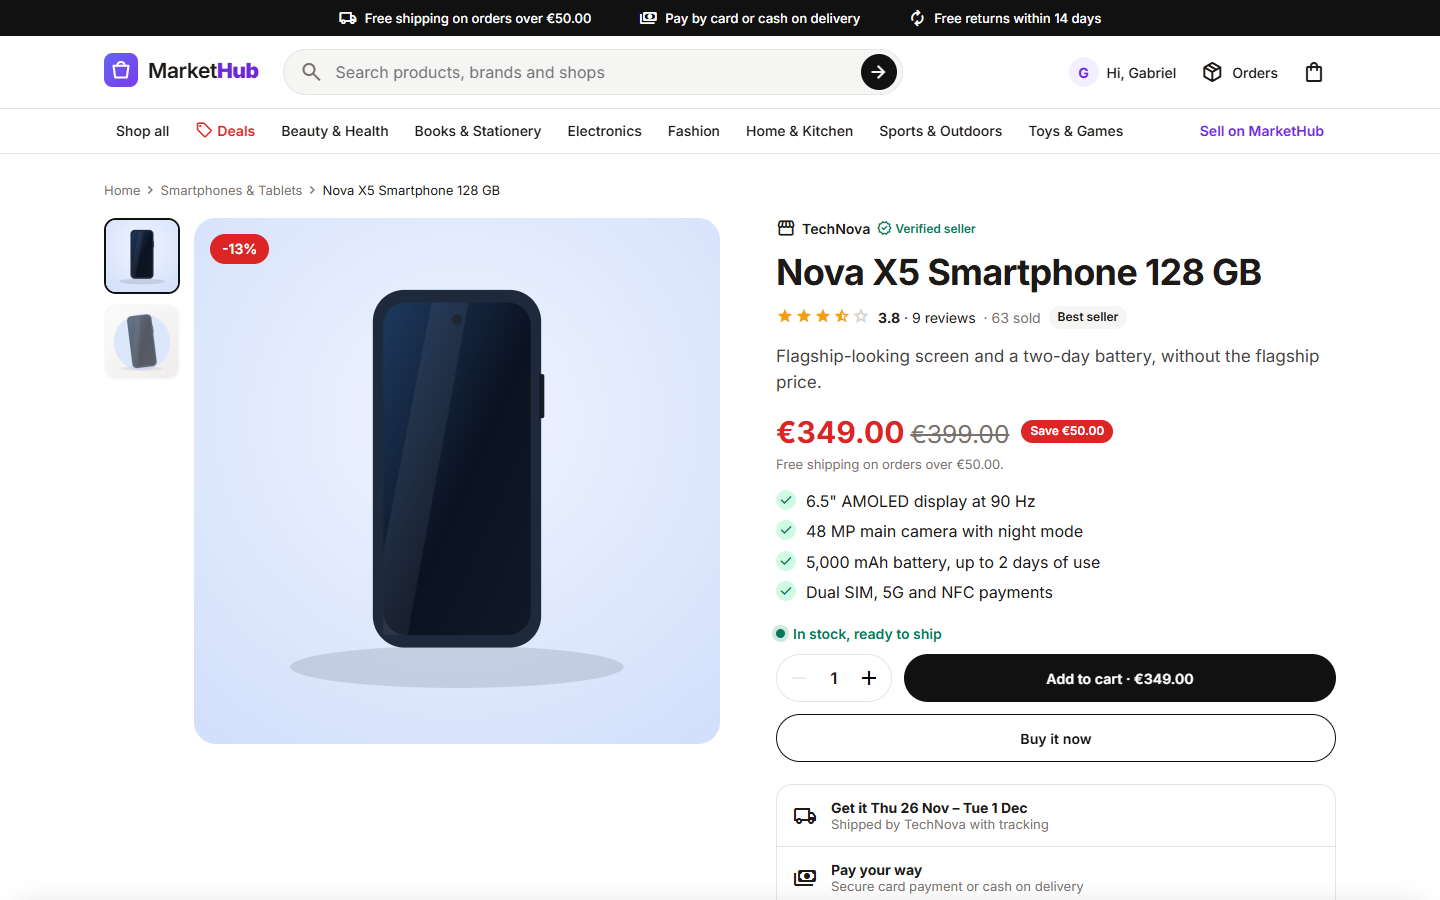 Free shipping on orders over €50.00
Pay by card or cash on delivery
Free returns within 14 days
MarketHub
Search products, brands and shops
G
Hi, Gabriel
Orders
Shop all
Deals
Beauty & Health
Books & Stationery
Electronics
Fashion
Home & Kitchen
Sports & Outdoors
Toys & Games
Sell on MarketHub
Home > Smartphones & Tablets > Nova X5 Smartphone 128 GB
-13%
TechNova Verified seller
Nova X5 Smartphone 128 GB
3.8 · 9 reviews · 63 sold Best seller
Flagship-looking screen and a two-day battery, without the flagship
price.
€349.00 €399.00 Save €50.00
Free shipping on orders over €50.00.
6.5" AMOLED display at 90 Hz
48 MP main camera with night mode
5,000 mAh battery, up to 2 days of use
Dual SIM, 5G and NFC payments
In stock, ready to ship
1
Add to cart · €349.00
Buy it now
Get it Thu 26 Nov – Tue 1 Dec
Shipped by TechNova with tracking
Pay your way
Secure card payment or cash on delivery